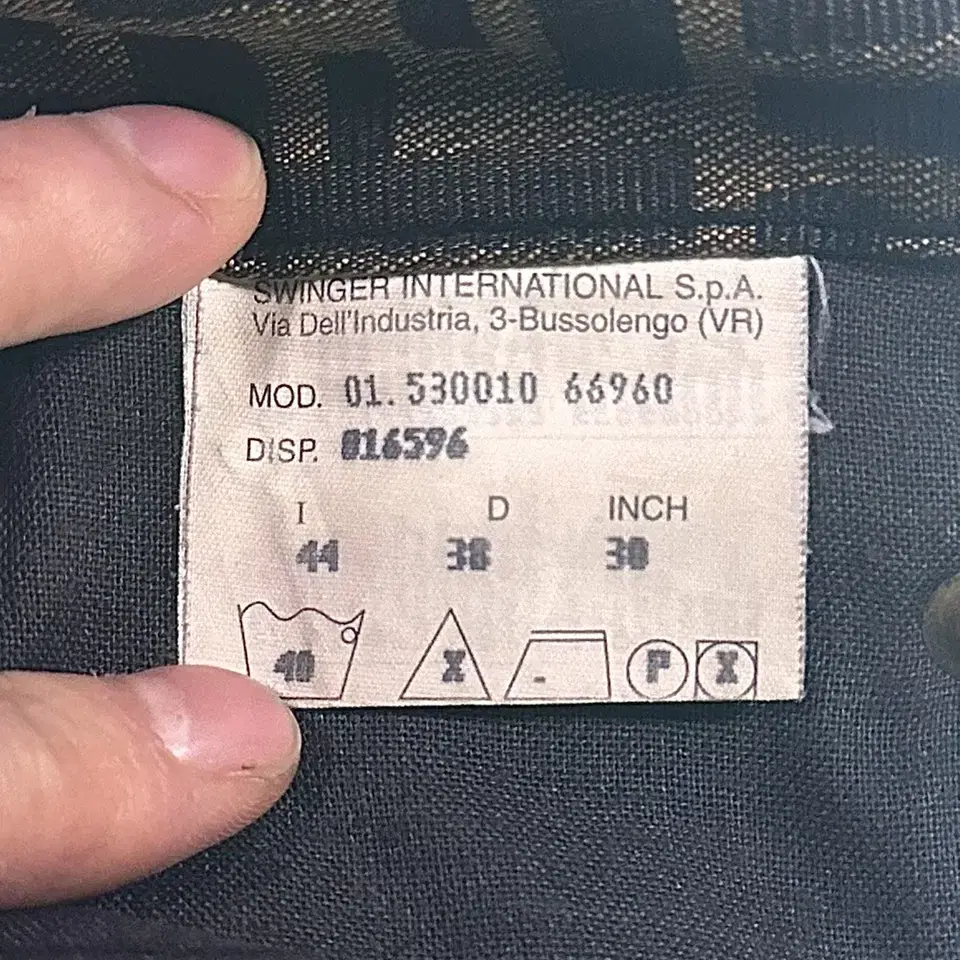 SWINGER INTERNATIONAL S.p.A.
Via Dell'Industria, 3-Bussolengo (VR)
MOD. 01.530010 66960
DISP. 016596
I D INCH
44 38 30
40 X - P X